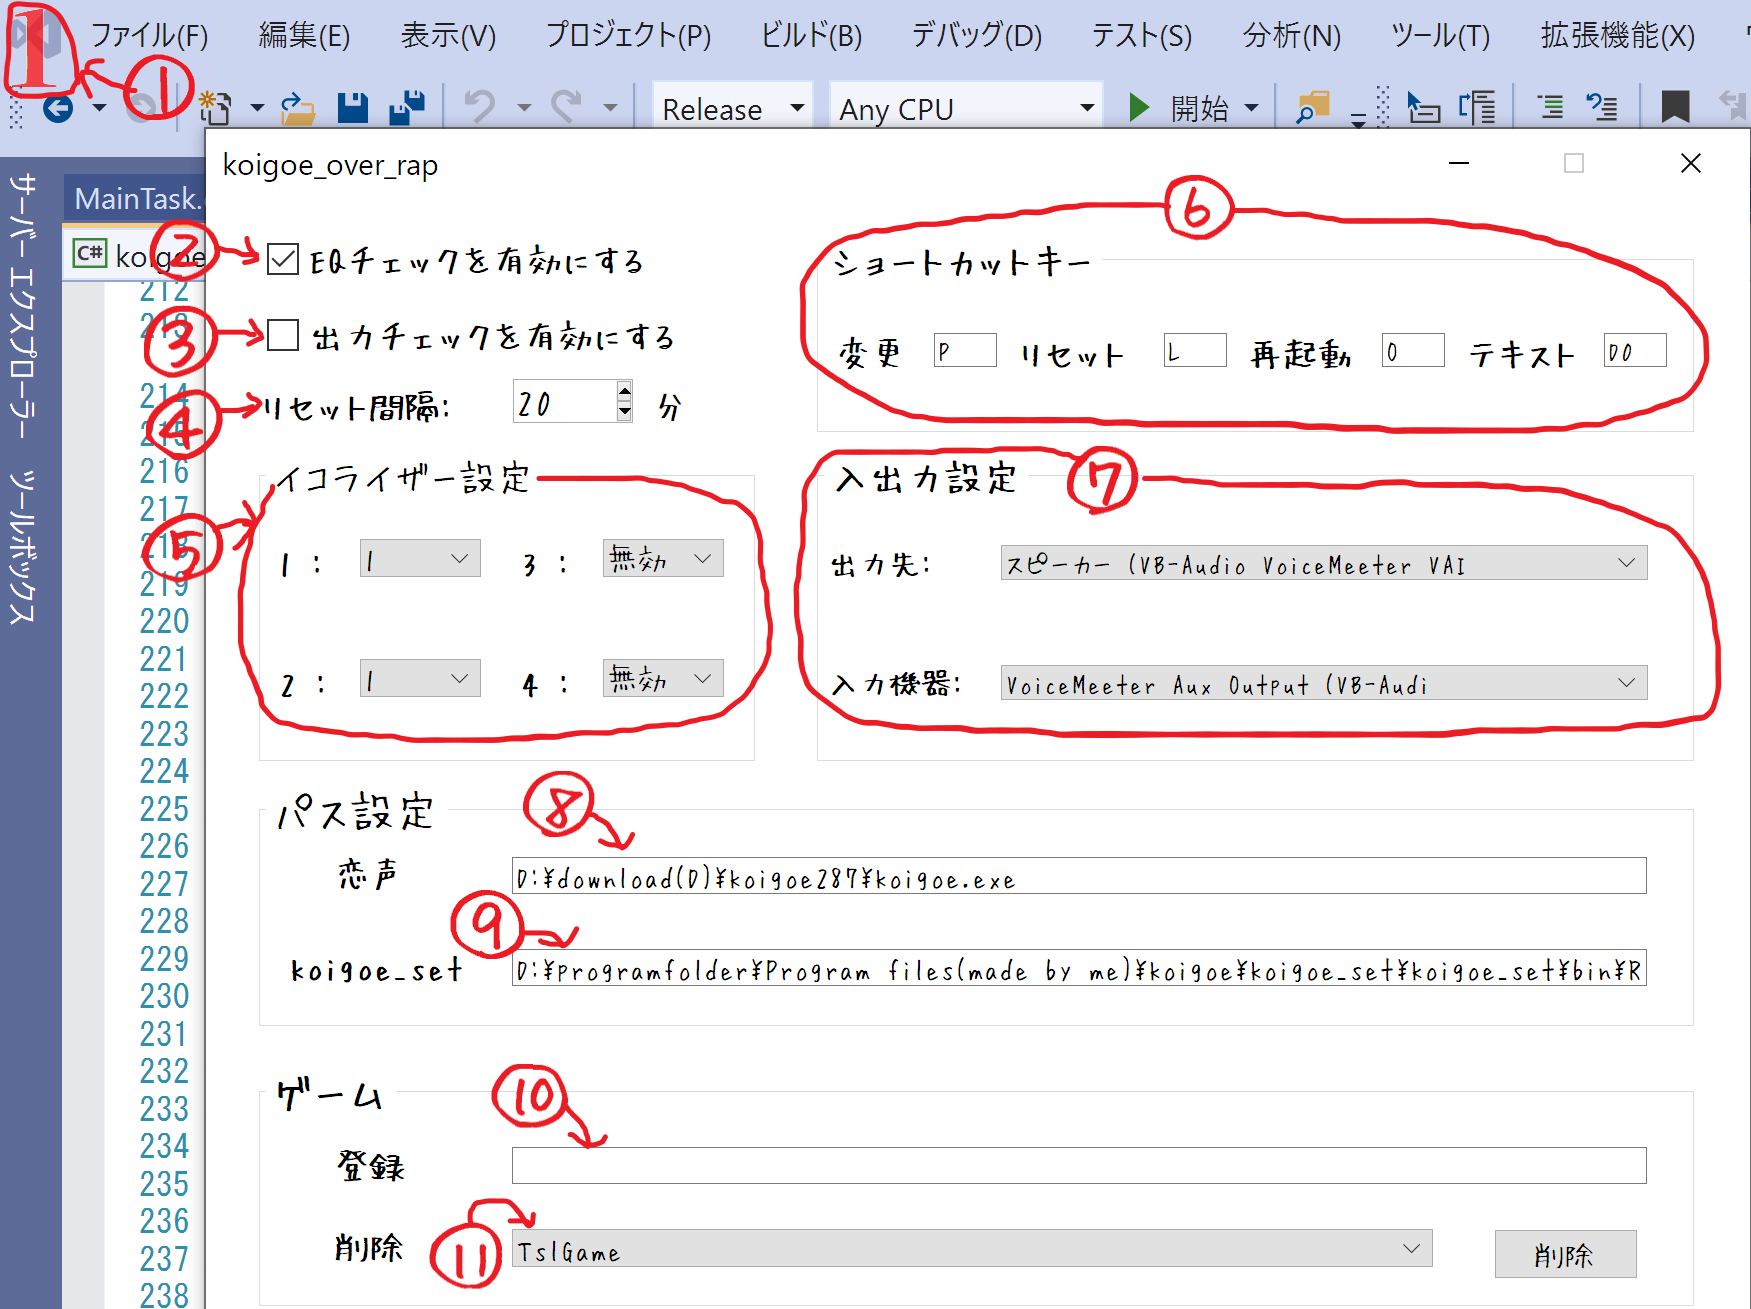 1
①
ファイル(F) 編集(E) 表示(V) プロジェクト(P) ビルド(B) デバッグ(D) テスト(S) 分析(N) ツール(T) 拡張機能(X)
Release Any CPU 開始
サーバー エクスプローラー ツールボックス
MainTask.
C# koigoe
koigoe_over_rap
② EQチェックを有効にする
③ 出力チェックを有効にする
④ リセット間隔: 20 分
⑤ イコライザー設定
1 : 1 3 : 無効
2 : 1 4 : 無効
⑥
ショートカットキー
変更 P リセット L 再起動 O テキスト D0
入出力設定 ⑦
出力先: スピーカー (VB-Audio VoiceMeeter VAI
入力機器: VoiceMeeter Aux Output (VB-Audi
パス設定 ⑧
恋声 D:¥download(D)¥koigoe287¥koigoe.exe
⑨
koigoe_set D:¥programfolder¥Program files(made by me)¥koigoe¥koigoe_set¥koigoe_set¥bin¥R
ゲーム ⑩
登録
削除 ⑪ TslGame 削除
212
213
214
215
216
217
218
219
220
221
222
223
224
225
226
227
228
229
230
231
232
233
234
235
236
237
238